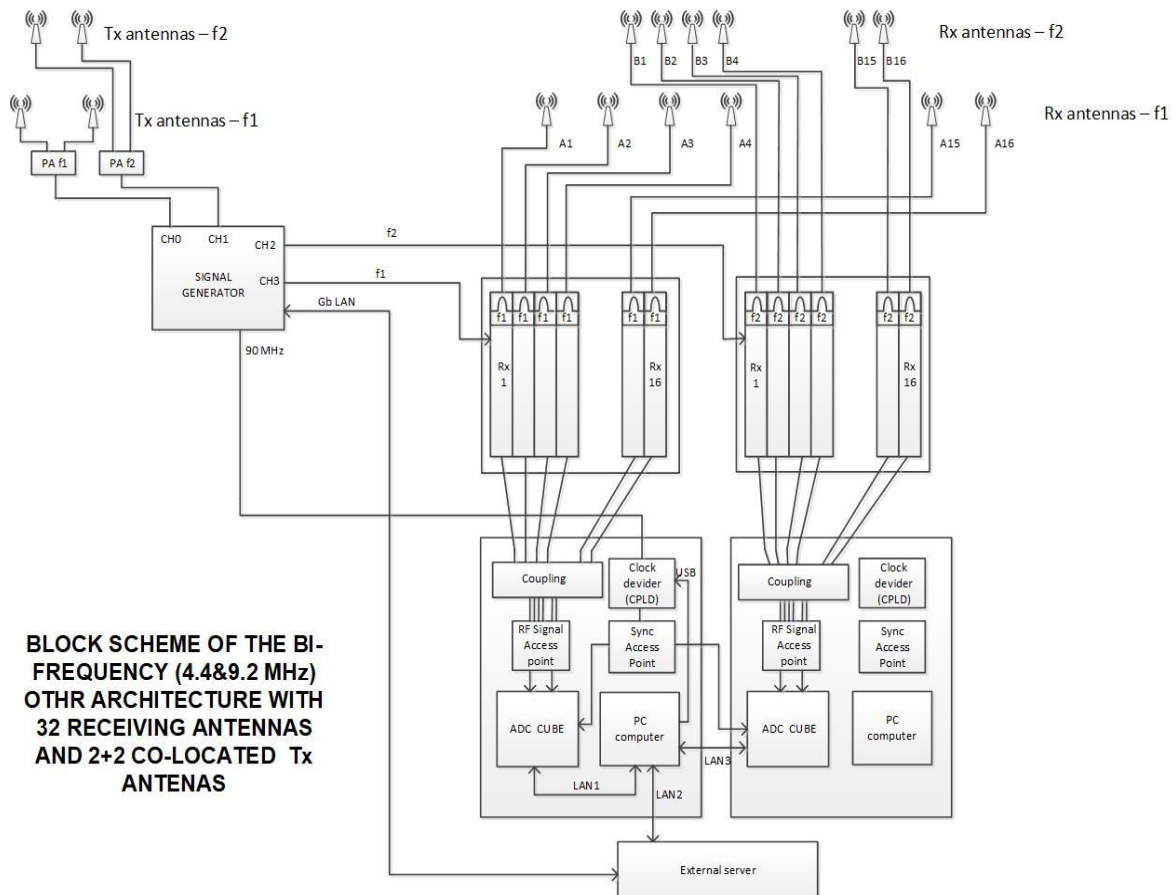 Tx antennas – f2
Rx antennas – f2
B1
B2
B3
B4
B15
B16
Tx antennas – f1
Rx antennas – f1
A1
A2
A3
A4
A15
A16
PA f1
PA f2
CH0
CH1
CH2
CH3
SIGNAL
GENERATOR
f2
f1
Gb LAN
90 MHz
f1
f1
f1
f1
f1
f1
Rx
1
Rx
16
f2
f2
f2
f2
f2
f2
Rx
1
Rx
16
Coupling
Clock
devider
(CPLD)
USB
RF Signal
Access
point
Sync
Access
Point
ADC CUBE
PC
computer
LAN1
LAN2
LAN3
Coupling
Clock
devider
(CPLD)
RF Signal
Access
point
Sync
Access
Point
ADC CUBE
PC
computer
External server
BLOCK SCHEME OF THE BI-
FREQUENCY (4.4&9.2 MHz)
OTHR ARCHITECTURE WITH
32 RECEIVING ANTENNAS
AND 2+2 CO-LOCATED Tx
ANTENAS